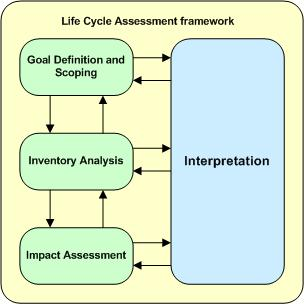 Life Cycle Assessment framework
Goal Definition and
Scoping
Inventory Analysis
Interpretation
Impact Assessment